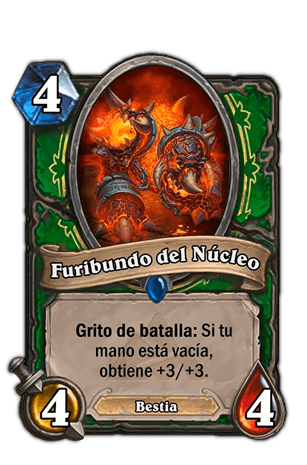 4
Furibundo del Núcleo
Grito de batalla: Si tu
mano está vacía,
obtiene +3/+3.
4
Bestia
4